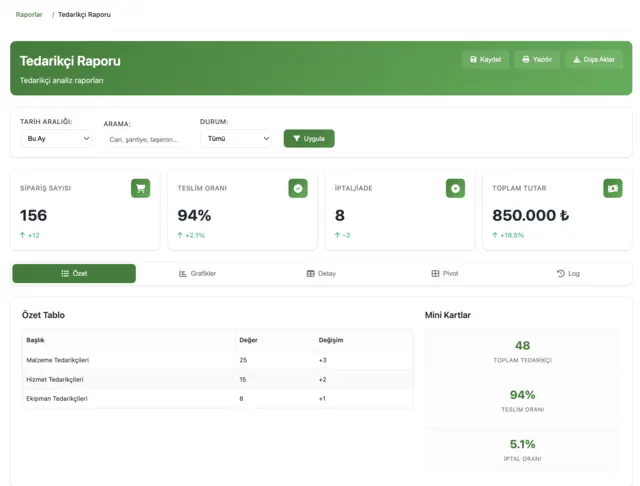 Raporlar / Tedarikçi Raporu
Tedarikçi Raporu
Tedarikçi analiz raporları
Kaydet
Yazdır
Dışa Aktar
TARİH ARALIĞI:
Bu Ay
ARAMA:
Cari, şantiye, taşeron...
DURUM:
Tümü
Uygula
SİPARİŞ SAYISI
156
↑ +12
TESLİM ORANI
94%
↑ +2.1%
İPTAL/İADE
8
↑ -3
TOPLAM TUTAR
850.000 ₺
↑ +18.5%
Özet
Grafikler
Detay
Pivot
Log
Özet Tablo
Başlık Değer Değişim
Malzeme Tedarikçileri 25 +3
Hizmet Tedarikçileri 15 +2
Ekipman Tedarikçileri 8 +1
Mini Kartlar
48
TOPLAM TEDARİKÇİ
94%
TESLİM ORANI
5.1%
İPTAL ORANI